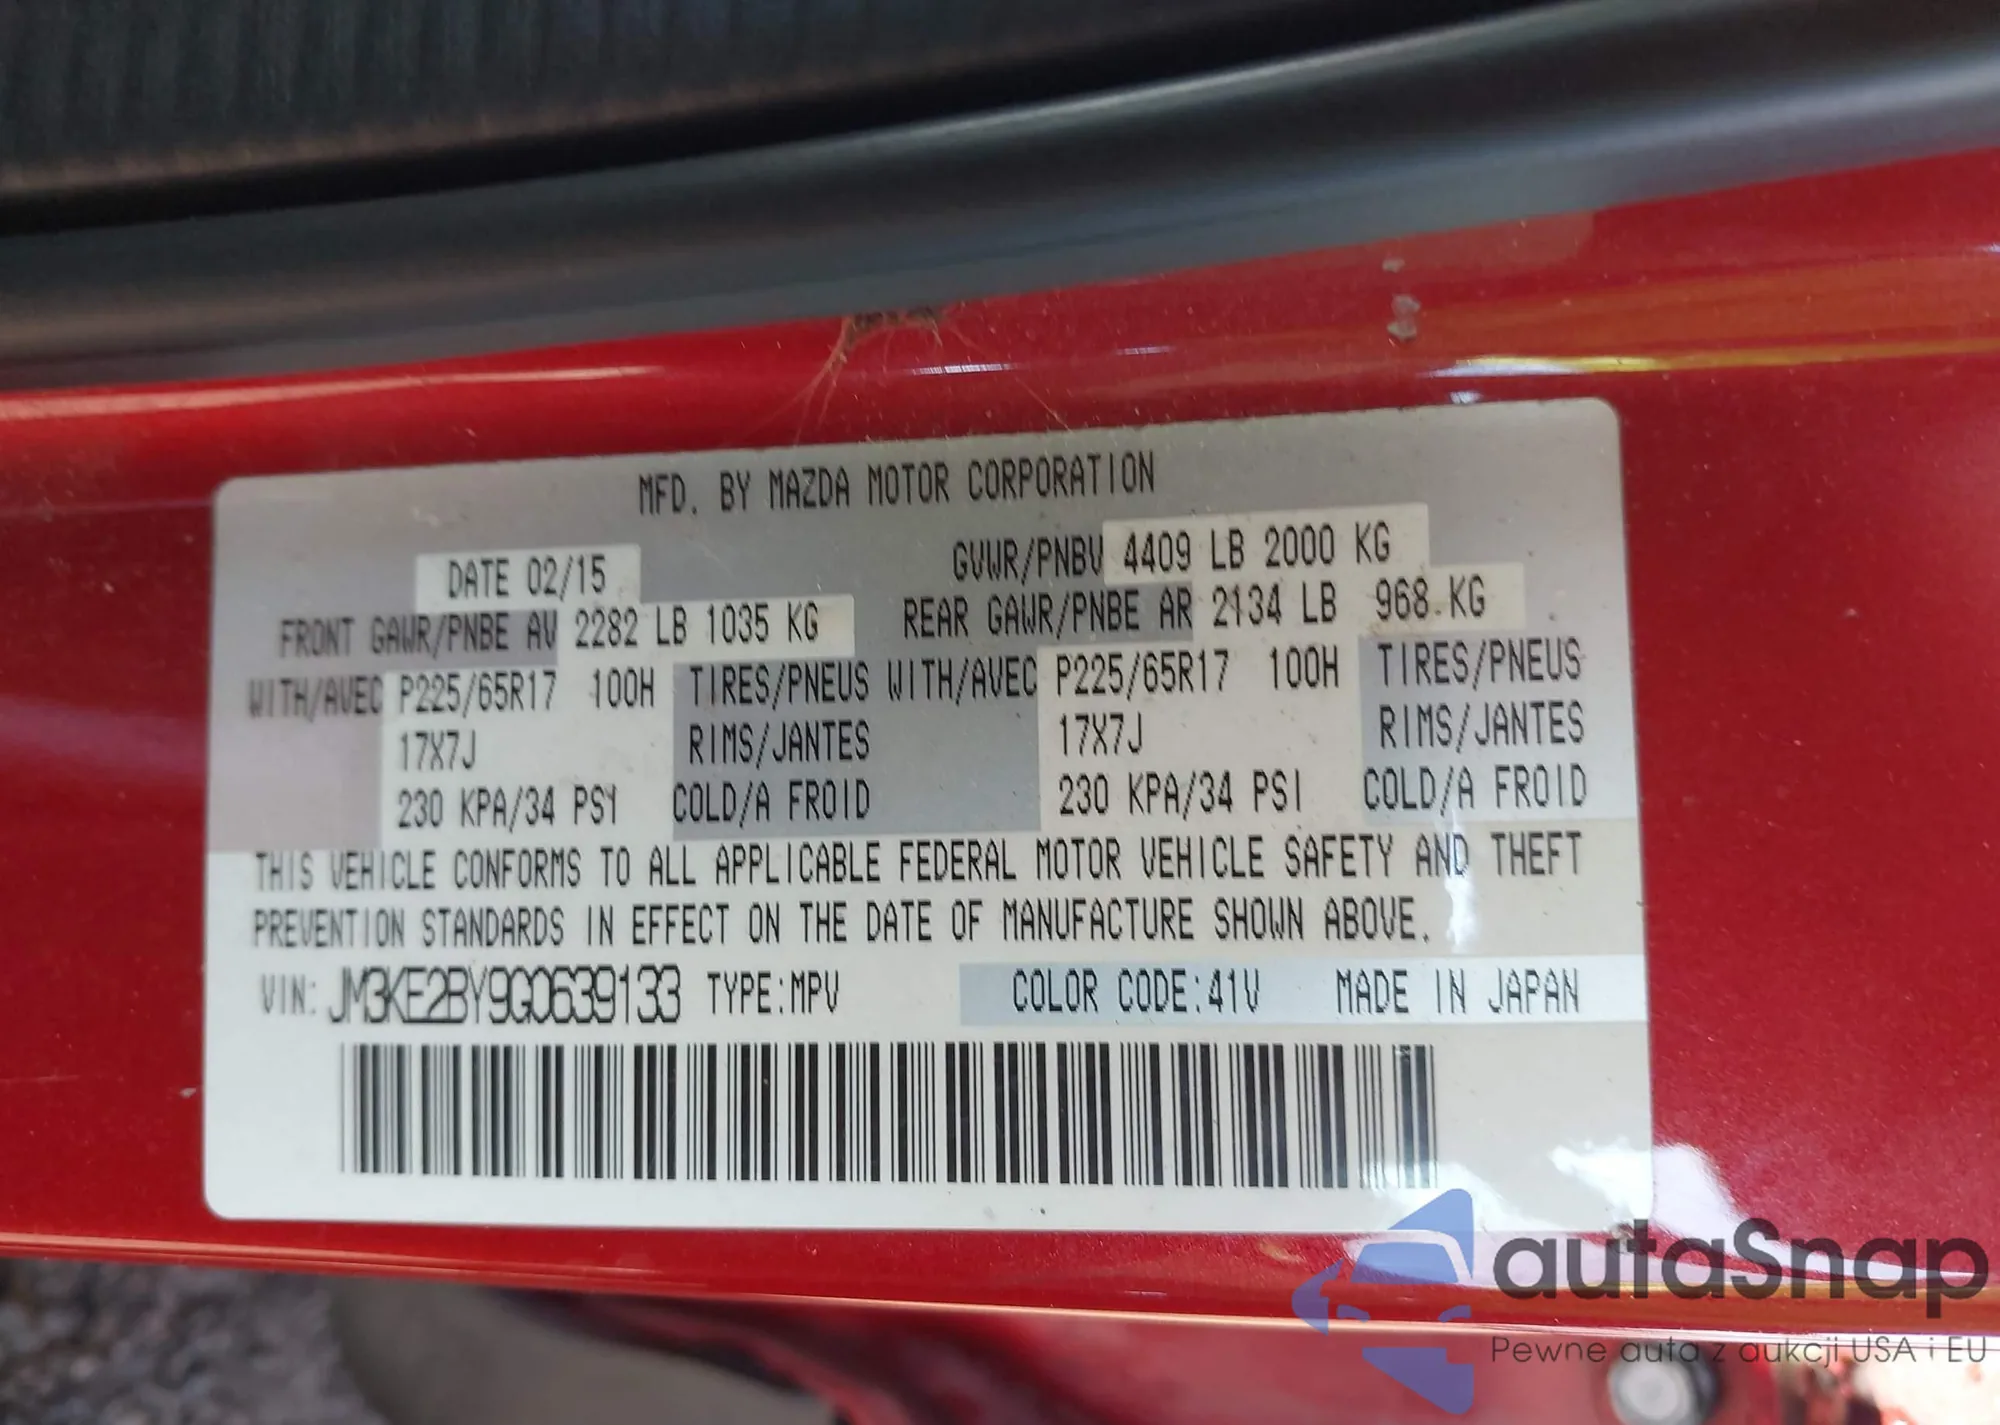 MFD. BY MAZDA MOTOR CORPORATION
DATE 02/15 GVWR/PNBV 4409 LB 2000 KG
FRONT GAWR/PNBE AV 2282 LB 1035 KG REAR GAWR/PNBE AR 2134 LB 968 KG
WITH/AVEC P225/65R17 100H TIRES/PNEUS WITH/AVEC P225/65R17 100H TIRES/PNEUS
17X7J RIMS/JANTES 17X7J RIMS/JANTES
230 KPA/34 PSI COLD/A FROID 230 KPA/34 PSI COLD/A FROID
THIS VEHICLE CONFORMS TO ALL APPLICABLE FEDERAL MOTOR VEHICLE SAFETY AND THEFT
PREVENTION STANDARDS IN EFFECT ON THE DATE OF MANUFACTURE SHOWN ABOVE.
VIN: JM3KE2BY9G0639133 TYPE:MPV COLOR CODE:41V MADE IN JAPAN
autaSnap
Pewne auta z aukcji USA i EU